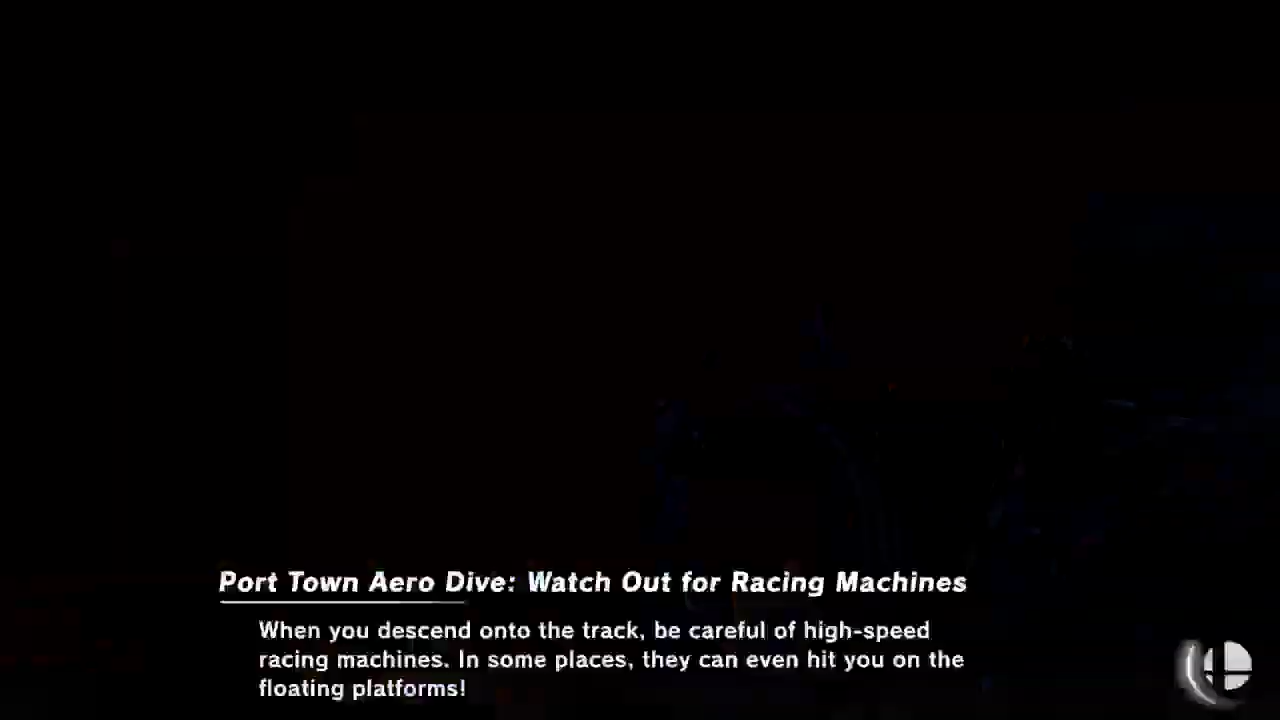 Port Town Aero Dive: Watch Out for Racing Machines
When you descend onto the track, be careful of high-speed
racing machines. In some places, they can even hit you on the
floating platforms!